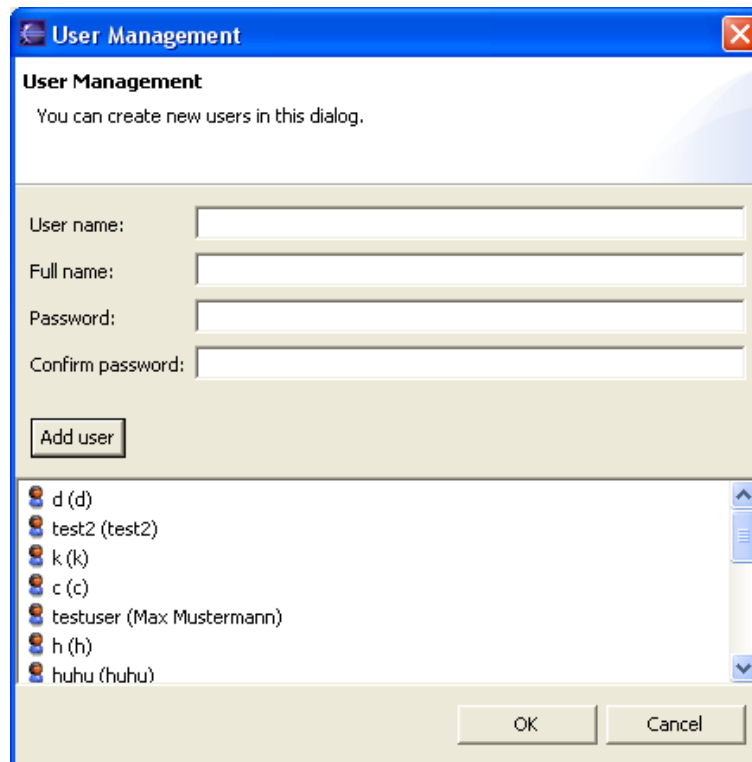 User Management
User Management
You can create new users in this dialog.
User name:
Full name:
Password:
Confirm password:
Add user
d (d)
test2 (test2)
k (k)
c (c)
testuser (Max Mustermann)
h (h)
huhu (huhu)
OK Cancel